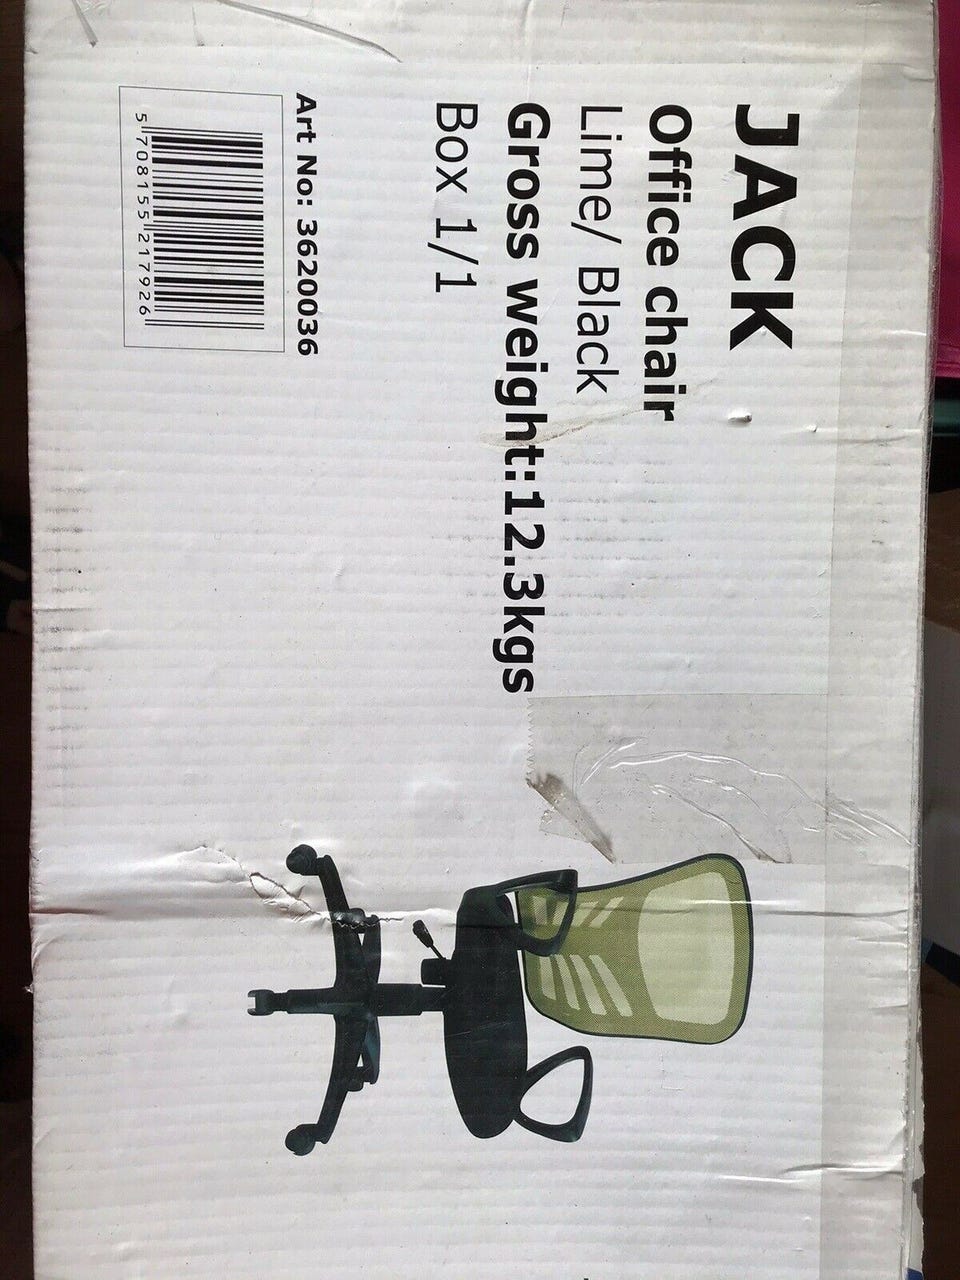 JACK
Office chair
Lime/ Black
Gross weight:12.3kgs
Box 1/1
Art No: 3620036
5 708155 217926